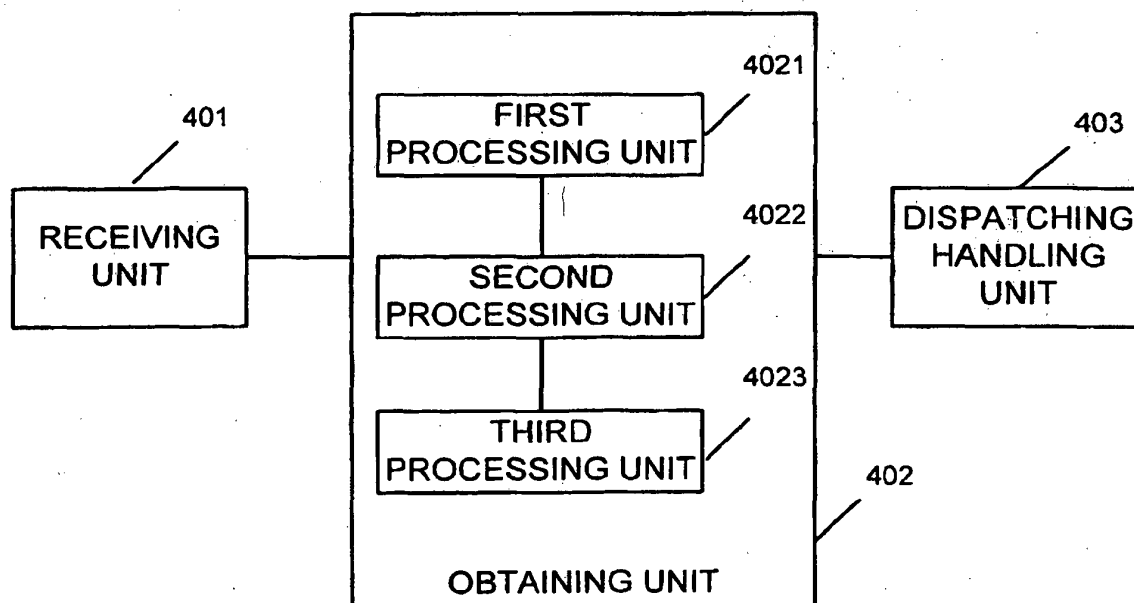 4021
FIRST
PROCESSING UNIT
401
403
RECEIVING
UNIT
4022
SECOND
PROCESSING UNIT
DISPATCHING
HANDLING
UNIT
4023
THIRD
PROCESSING UNIT
402
OBTAINING UNIT